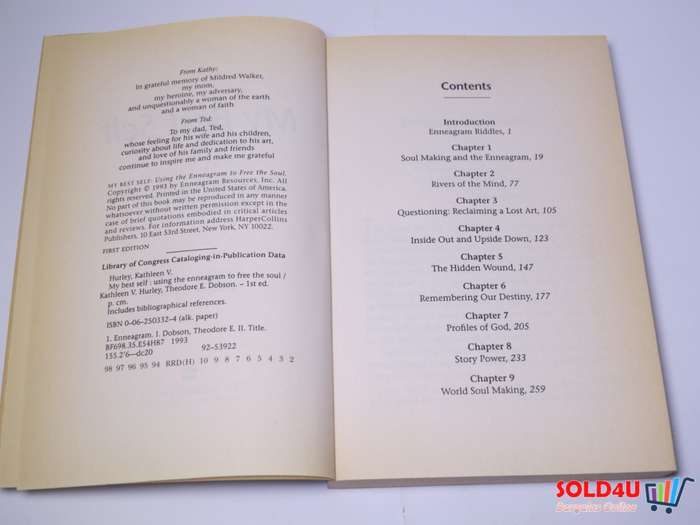 From Kathy:
In grateful memory of Mildred Walker,
my mom,
my heroine, my adversary,
and unquestionably a woman of the earth
and a woman of faith
From Ted:
To my dad, Ted,
whose feeling for his wife and his children,
curiosity about life and dedication to his art,
and love of his family and friends
continue to inspire me and make me grateful
MY BEST SELF: Using the Enneagram to Free the Soul.
Copyright © 1993 by Enneagram Resources, Inc. All
rights reserved. Printed in the United States of America.
No part of this book may be reproduced in any manner
whatsoever without written permission except in the
case of brief quotations embodied in critical articles
and reviews. For information address HarperCollins
Publishers, 10 East 53rd Street, New York, NY 10022.
FIRST EDITION
Library of Congress Cataloging-in-Publication Data
Hurley, Kathleen V.
My best self : using the enneagram to free the soul /
Kathleen V. Hurley, Theodore E. Dobson. – 1st ed.
p. cm.
Includes bibliographical references.
ISBN 0-06-250332-4 (alk. paper)
1. Enneagram. I. Dobson, Theodore E. II. Title.
BF698.35.E54H87 1993
155.2'6—dc20 92-53922
98 97 96 95 94 RRD(H) 10 9 8 7 6 5 4 3 2
Contents
Introduction
Enneagram Riddles, 1
Chapter 1
Soul Making and the Enneagram, 19
Chapter 2
Rivers of the Mind, 77
Chapter 3
Questioning: Reclaiming a Lost Art, 105
Chapter 4
Inside Out and Upside Down, 123
Chapter 5
The Hidden Wound, 147
Chapter 6
Remembering Our Destiny, 177
Chapter 7
Profiles of God, 205
Chapter 8
Story Power, 233
Chapter 9
World Soul Making, 259
SOLD4U
Bargains Online